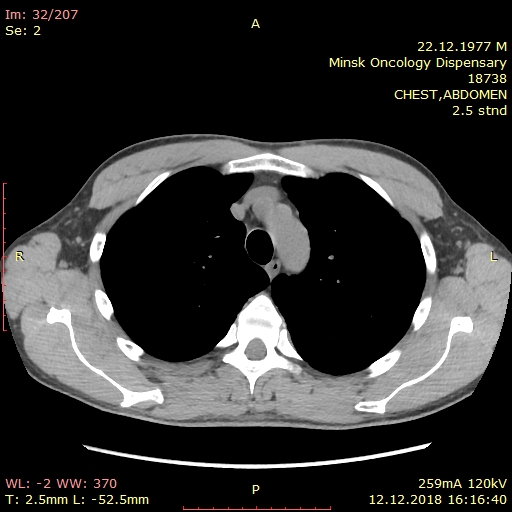 Im: 32/207
Se: 2
A
22.12.1977 M
Minsk Oncology Dispensary
18738
CHEST,ABDOMEN
2.5 stnd
R
L
WL: -2 WW: 370
T: 2.5mm L: -52.5mm
P
259mA 120kV
12.12.2018 16:16:40